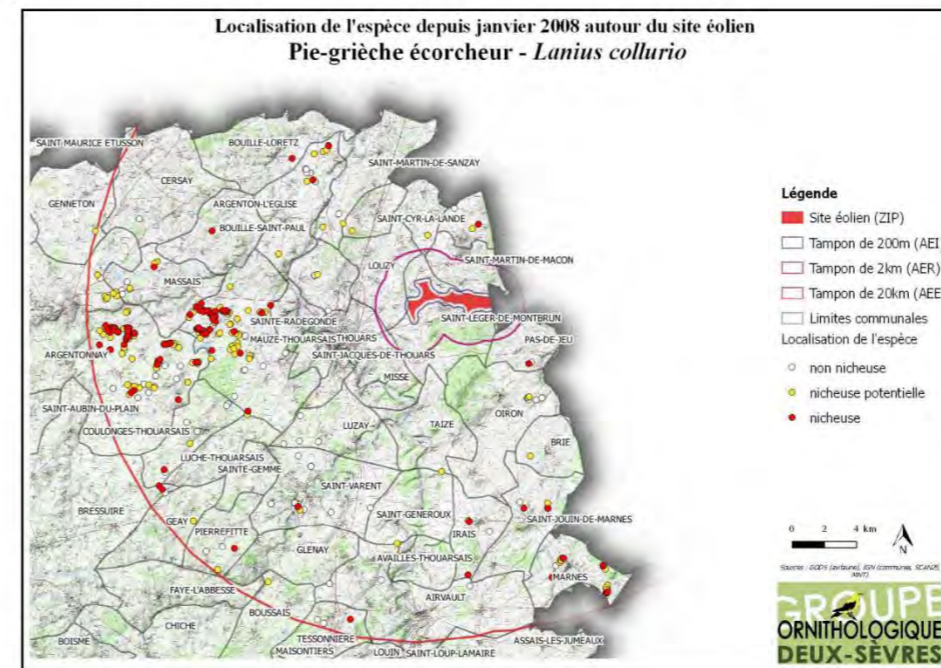 Localisation de l'espèce depuis janvier 2008 autour du site éolien
Pie-grièche écorcheur - Lanius collurio
SAINT-MAURICE ETUSSON
BOUILLE-LORETZ
SAINT-MARTIN-DE-SANZAY
CERSAY
GENNETON
ARGENTON-L'EGLISE
BOUILLE-SAINT-PAUL
SAINT-CYR-LA-LANDE
LOUZY
SAINT-MARTIN-DE-MACON
MASSAIS
SAINTE-RADEGONDE
SAINT-LEGER-DE-MONTBRUN
MAUZE-THOUARSAIS
THOUARS
PAS-DE-JEU
ARGENTONNAY
SAINT-JACQUES-DE-THOUARS
MISSE
SAINT-AUBIN-DU-PLAIN
OIRON
COULONGES-THOUARSAIS
LUZAY
TAIZE
BRIE
LUCHE-THOUARSAIS
SAINTE-GEMME
SAINT-VARENT
BRESSUIRE
SAINT-GENEROUX
SAINT-JOUIN-DE-MARNES
GEAY
PIERREFITTE
IRAIS
GLENAY
AVAILLES-THOUARSAIS
MARNES
FAYE-L'ABBESSE
AIRVAULT
BOUSSAIS
CHICHE
TESSONNIERE
ASSAIS-LES-JUMEAUX
BOISME
MAISONTIERS
LOUIN
SAINT-LOUP-LAMAIRE
Légende
Site éolien (ZIP)
Tampon de 200m (AEI
Tampon de 2km (AER)
Tampon de 20km (AEE
Limites communales
Localisation de l'espèce
non nicheuse
nicheuse potentielle
nicheuse
0 2 4 km
N
Sources : GODS (avifaune), IGN (communes, SCAN25,
GROUPE
ORNITHOLOGIQUE
DEUX-SÈVRES